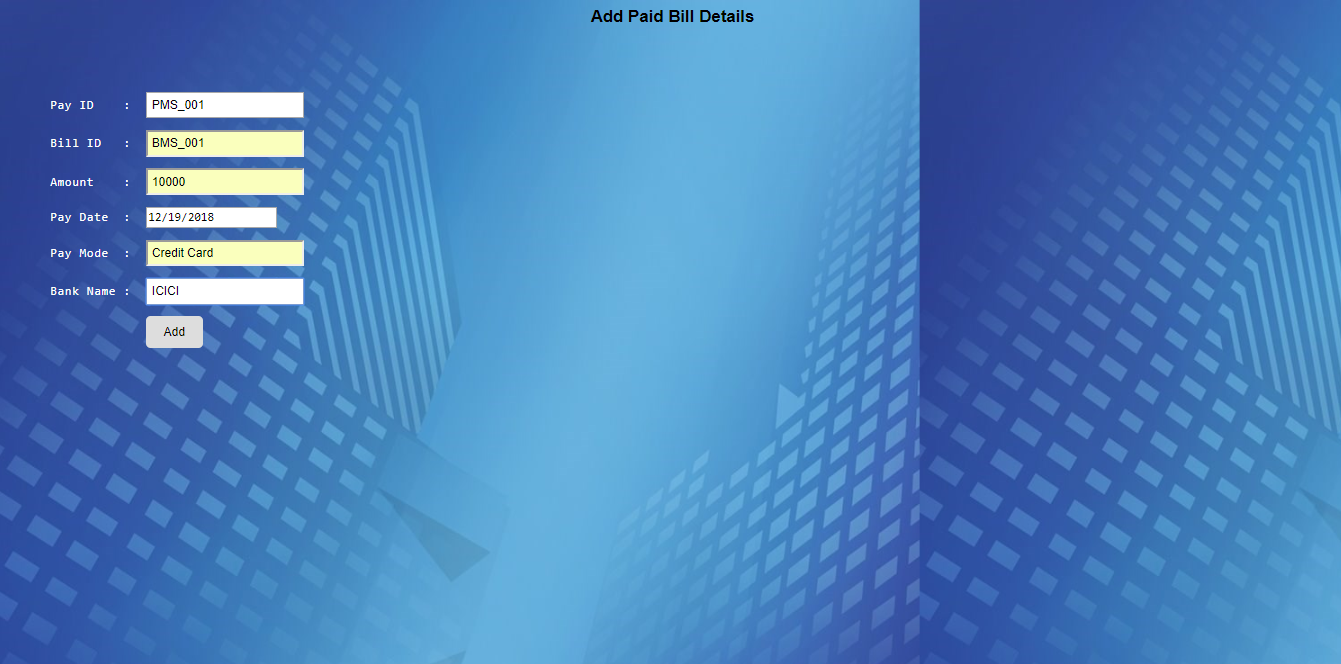 Add Paid Bill Details
Pay ID : PMS_001
Bill ID : BMS_001
Amount : 10000
Pay Date : 12/19/2018
Pay Mode : Credit Card
Bank Name : ICICI
Add